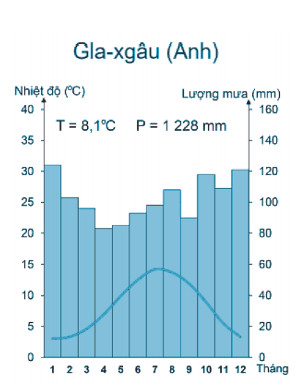 Gla-xgâu (Anh)
Nhiệt độ (ºC) Lượng mưa (mm)
T = 8,1ºC P = 1 228 mm
40 160
35 140
30 120
25 100
20 80
15 60
10 40
5 20
0 0
1 2 3 4 5 6 7 8 9 10 11 12 Tháng